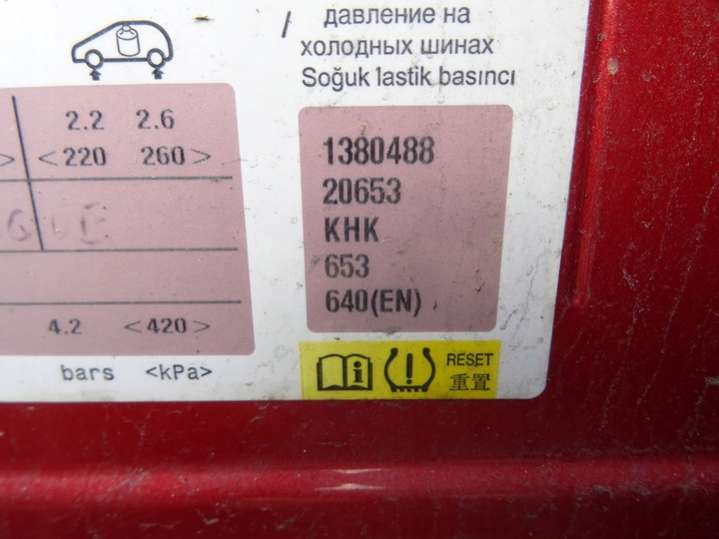 / давление на
холодных шинах
Soğuk lastik basıncı
2.2 2.6
> <220 260>
4.2 <420>
bars <kPa>
1380488
20653
KHK
653
640(EN)
i
RESET
重置